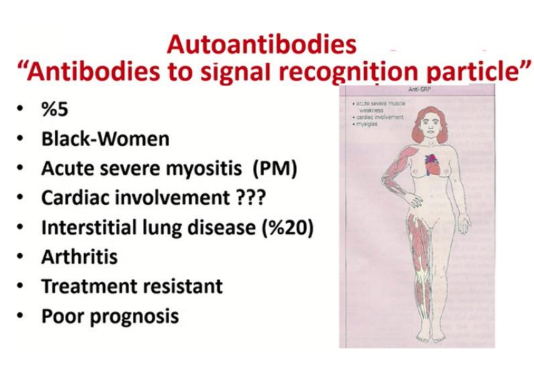 Autoantibodies
“Antibodies to signal recognition particle”
• %5
• Black-Women
• Acute severe myositis (PM)
• Cardiac involvement ???
• Interstitial lung disease (%20)
• Arthritis
• Treatment resistant
• Poor prognosis
Anti-SRP
• acute severe muscle
weakness
• cardiac involvement
• myalgias